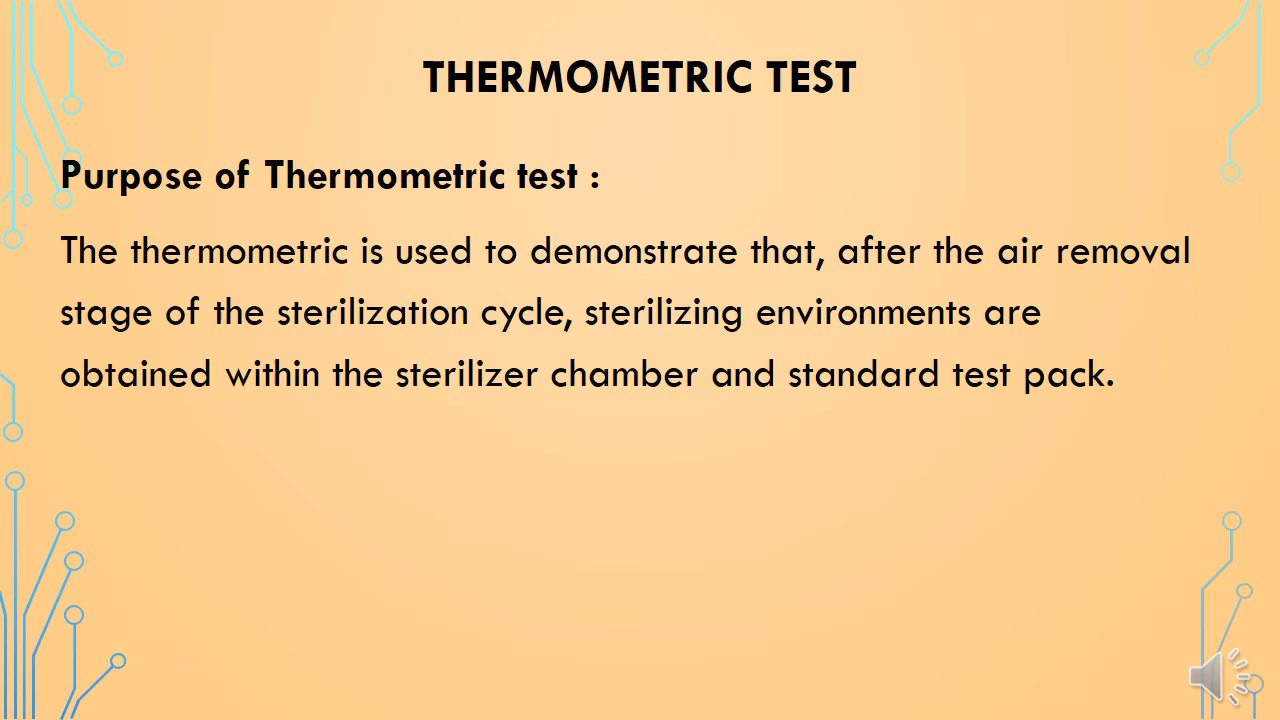 THERMOMETRIC TEST
Purpose of Thermometric test :
The thermometric is used to demonstrate that, after the air removal
stage of the sterilization cycle, sterilizing environments are
obtained within the sterilizer chamber and standard test pack.